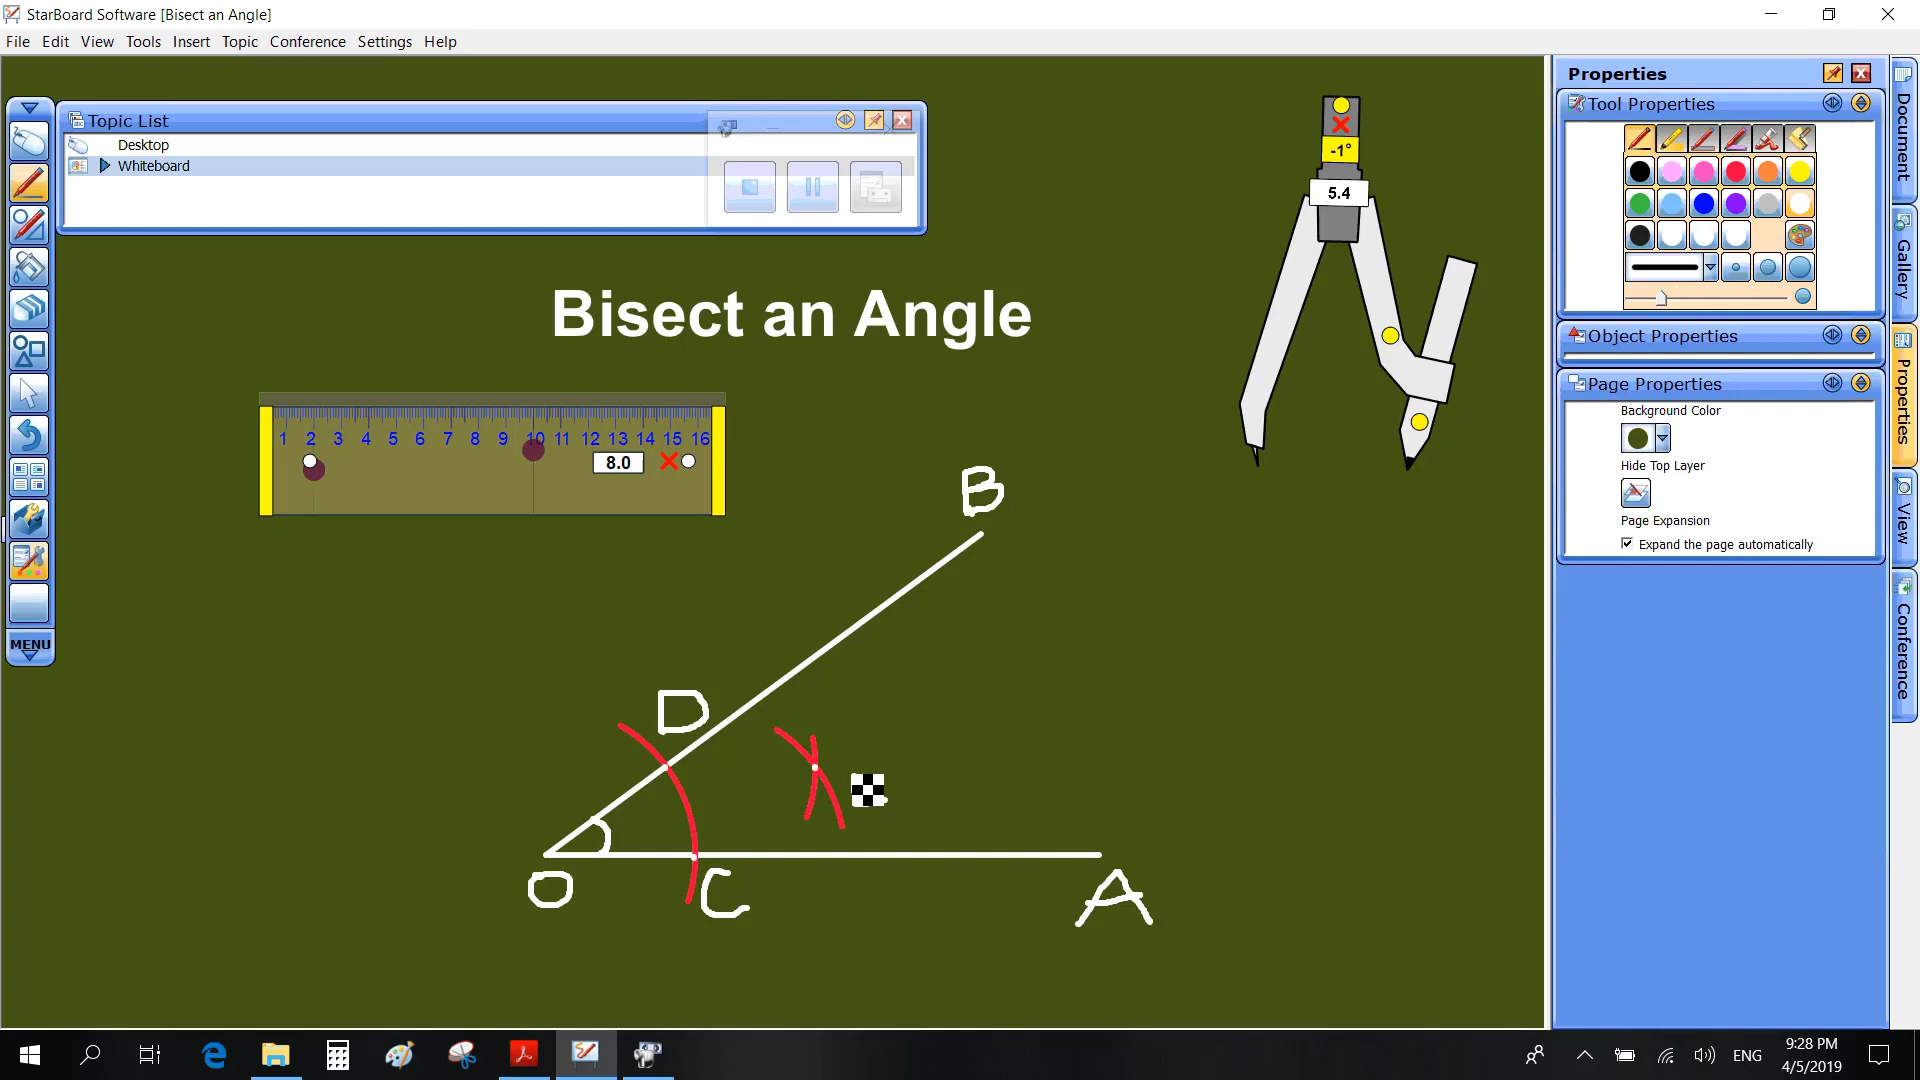 StarBoard Software [Bisect an Angle]
File Edit View Tools Insert Topic Conference Settings Help
Topic List
Desktop
Whiteboard
MENU
Bisect an Angle
1 2 3 4 5 6 7 8 9 10 11 12 13 14 15 16
8.0
-1°
5.4
B
D
O
C
A
Properties
Tool Properties
Object Properties
Page Properties
Background Color
Hide Top Layer
Page Expansion
Expand the page automatically
Document
Gallery
Properties
View
Conference
ENG
9:28 PM
4/5/2019